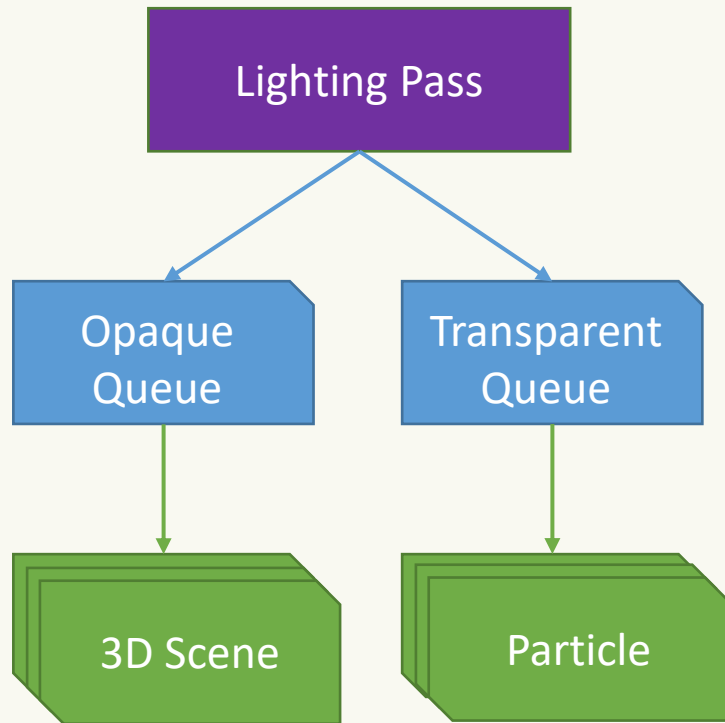 Lighting Pass
Opaque
Queue
Transparent
Queue
3D Scene
Particle